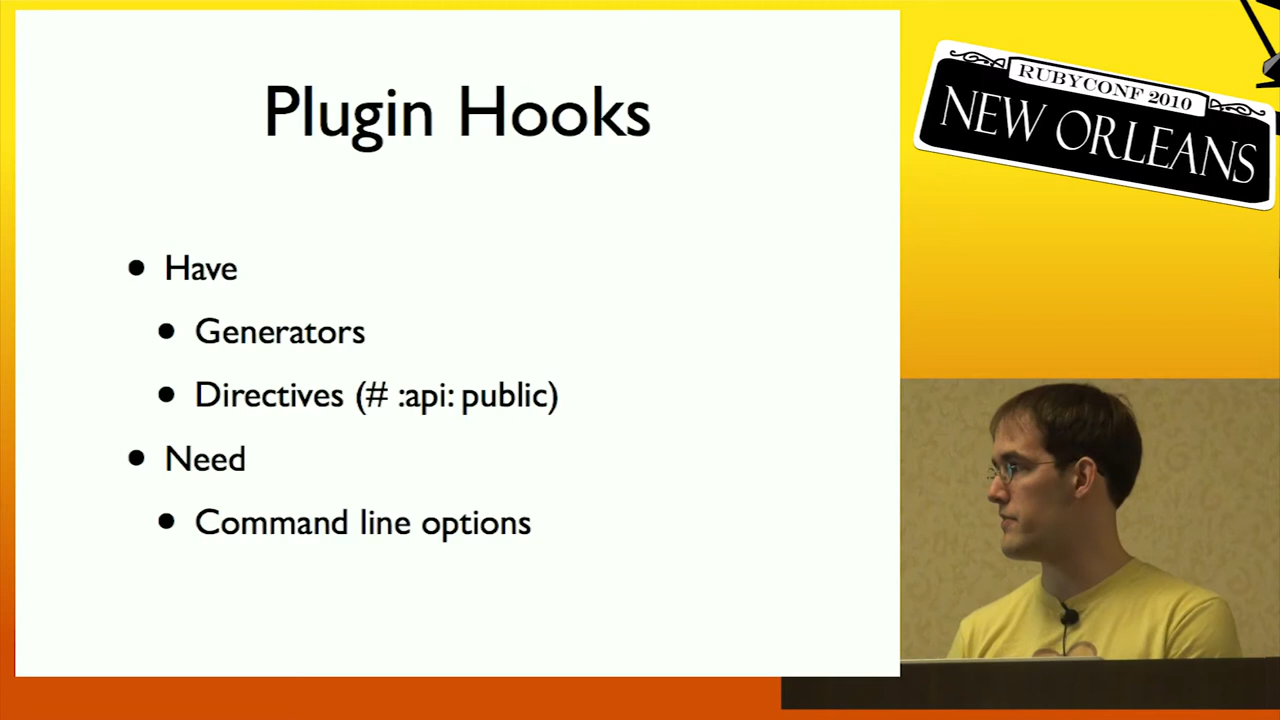 Plugin Hooks
• Have
• Generators
• Directives (# :api: public)
• Need
• Command line options
RUBYCONF 2010
NEW ORLEANS